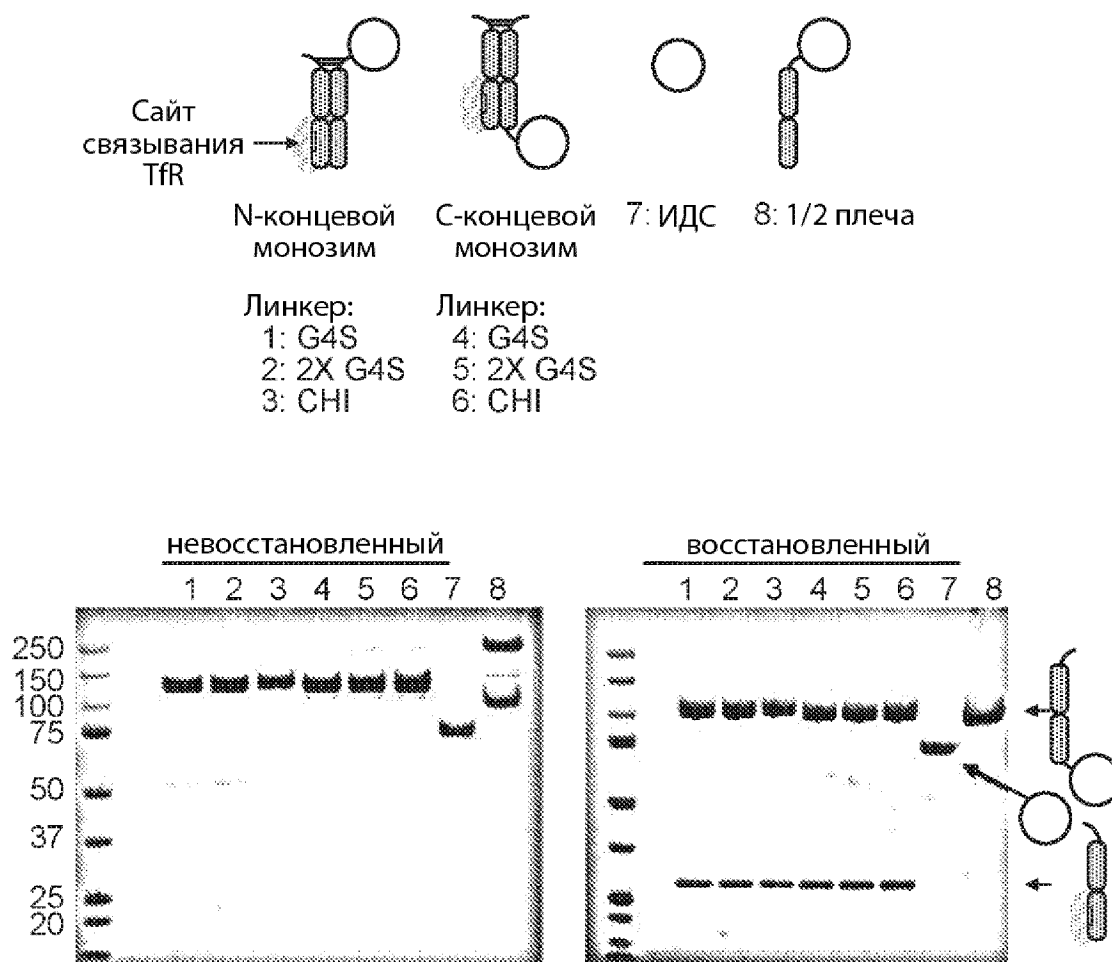 Сайт
связывания
TfR
N-концевой
монозим
C-концевой
монозим
7: ИДС
8: 1/2 плеча
Линкер:
1: G4S
2: 2X G4S
3: CHI
Линкер:
4: G4S
5: 2X G4S
6: CHI
невосстановленный
1 2 3 4 5 6 7 8
250
150
100
75
50
37
25
20
восстановленный
1 2 3 4 5 6 7 8